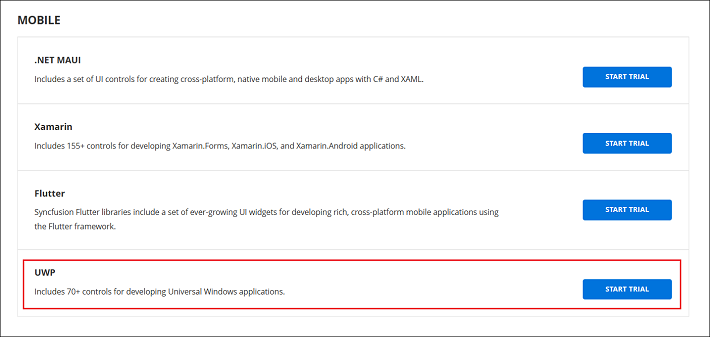 MOBILE
.NET MAUI
Includes a set of UI controls for creating cross-platform, native mobile and desktop apps with C# and XAML.
START TRIAL
Xamarin
Includes 155+ controls for developing Xamarin.Forms, Xamarin.iOS, and Xamarin.Android applications.
START TRIAL
Flutter
Syncfusion Flutter libraries include a set of ever-growing UI widgets for developing rich, cross-platform mobile applications using
the Flutter framework.
START TRIAL
UWP
Includes 70+ controls for developing Universal Windows applications.
START TRIAL